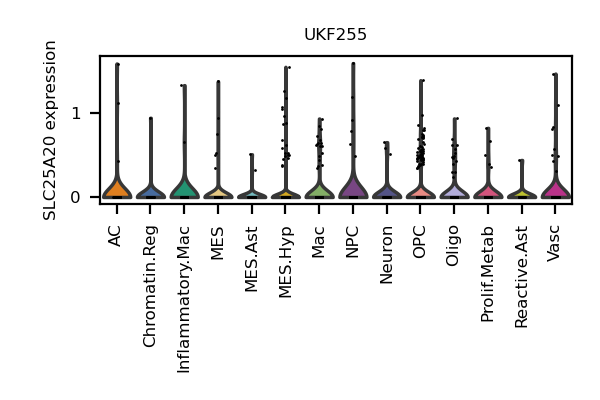 UKF255
SLC25A20 expression
1
0
AC
Chromatin.Reg
Inflammatory.Mac
MES
MES.Ast
MES.Hyp
Mac
NPC
Neuron
OPC
Oligo
Prolif.Metab
Reactive.Ast
Vasc